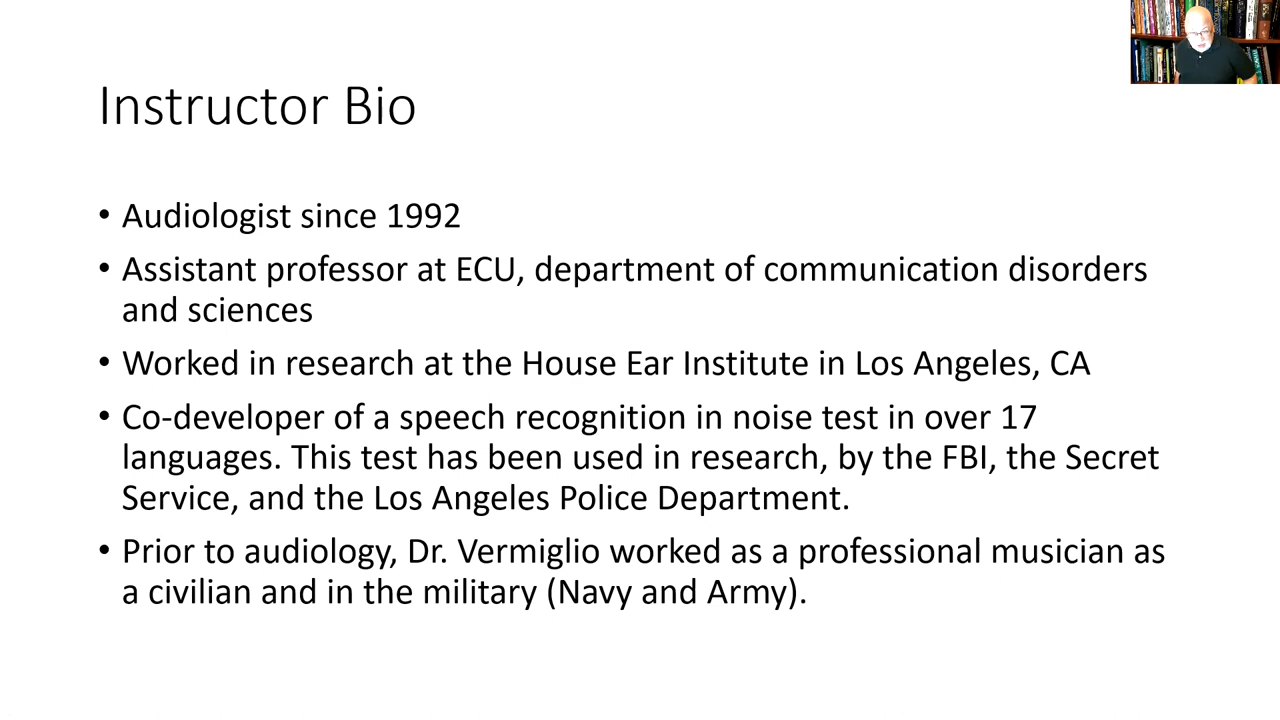 Instructor Bio
• Audiologist since 1992
• Assistant professor at ECU, department of communication disorders
and sciences
• Worked in research at the House Ear Institute in Los Angeles, CA
• Co-developer of a speech recognition in noise test in over 17
languages. This test has been used in research, by the FBI, the Secret
Service, and the Los Angeles Police Department.
• Prior to audiology, Dr. Vermiglio worked as a professional musician as
a civilian and in the military (Navy and Army).